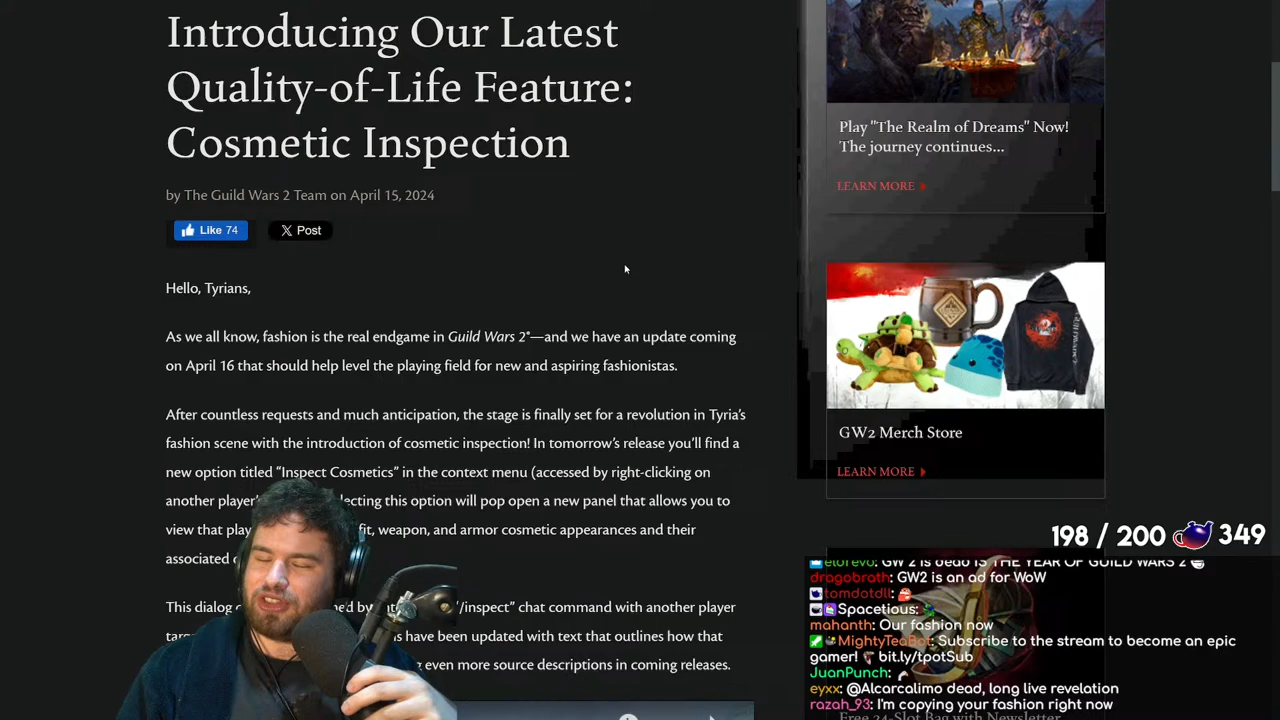 Introducing Our Latest
Quality-of-Life Feature:
Cosmetic Inspection
by The Guild Wars 2 Team on April 15, 2024
Like 74
X Post
Hello, Tyrians,
As we all know, fashion is the real endgame in Guild Wars 2®—and we have an update coming
on April 16 that should help level the playing field for new and aspiring fashionistas.
After countless requests and much anticipation, the stage is finally set for a revolution in Tyria's
fashion scene with the introduction of cosmetic inspection! In tomorrow's release you'll find a
new option titled "Inspect Cosmetics" in the context menu (accessed by right-clicking on
another player' lecting this option will pop open a new panel that allows you to
view that play fit, weapon, and armor cosmetic appearances and their
associated
This dialog "/inspect" chat command with another player
have been updated with text that outlines how that
even more source descriptions in coming releases.
Play "The Realm of Dreams" Now!
The journey continues...
LEARN MORE
GW2 Merch Store
LEARN MORE
198 / 200 349
elorevo: GW 2 is dead IS THE YEAR OF GUILD WARS 2
dragobrath: GW2 is an ad for WoW
tomdotdll:
Spacetious:
mahanth: Our fashion now
MightyTeaBot: Subscribe to the stream to become an epic
gamer! bit.ly/tpotSub
JuanPunch:
eyxx: @Alcarcalimo dead, long live revelation
razah_93: I'm copying your fashion right now
Free 24-Slot Bag with Newsletter